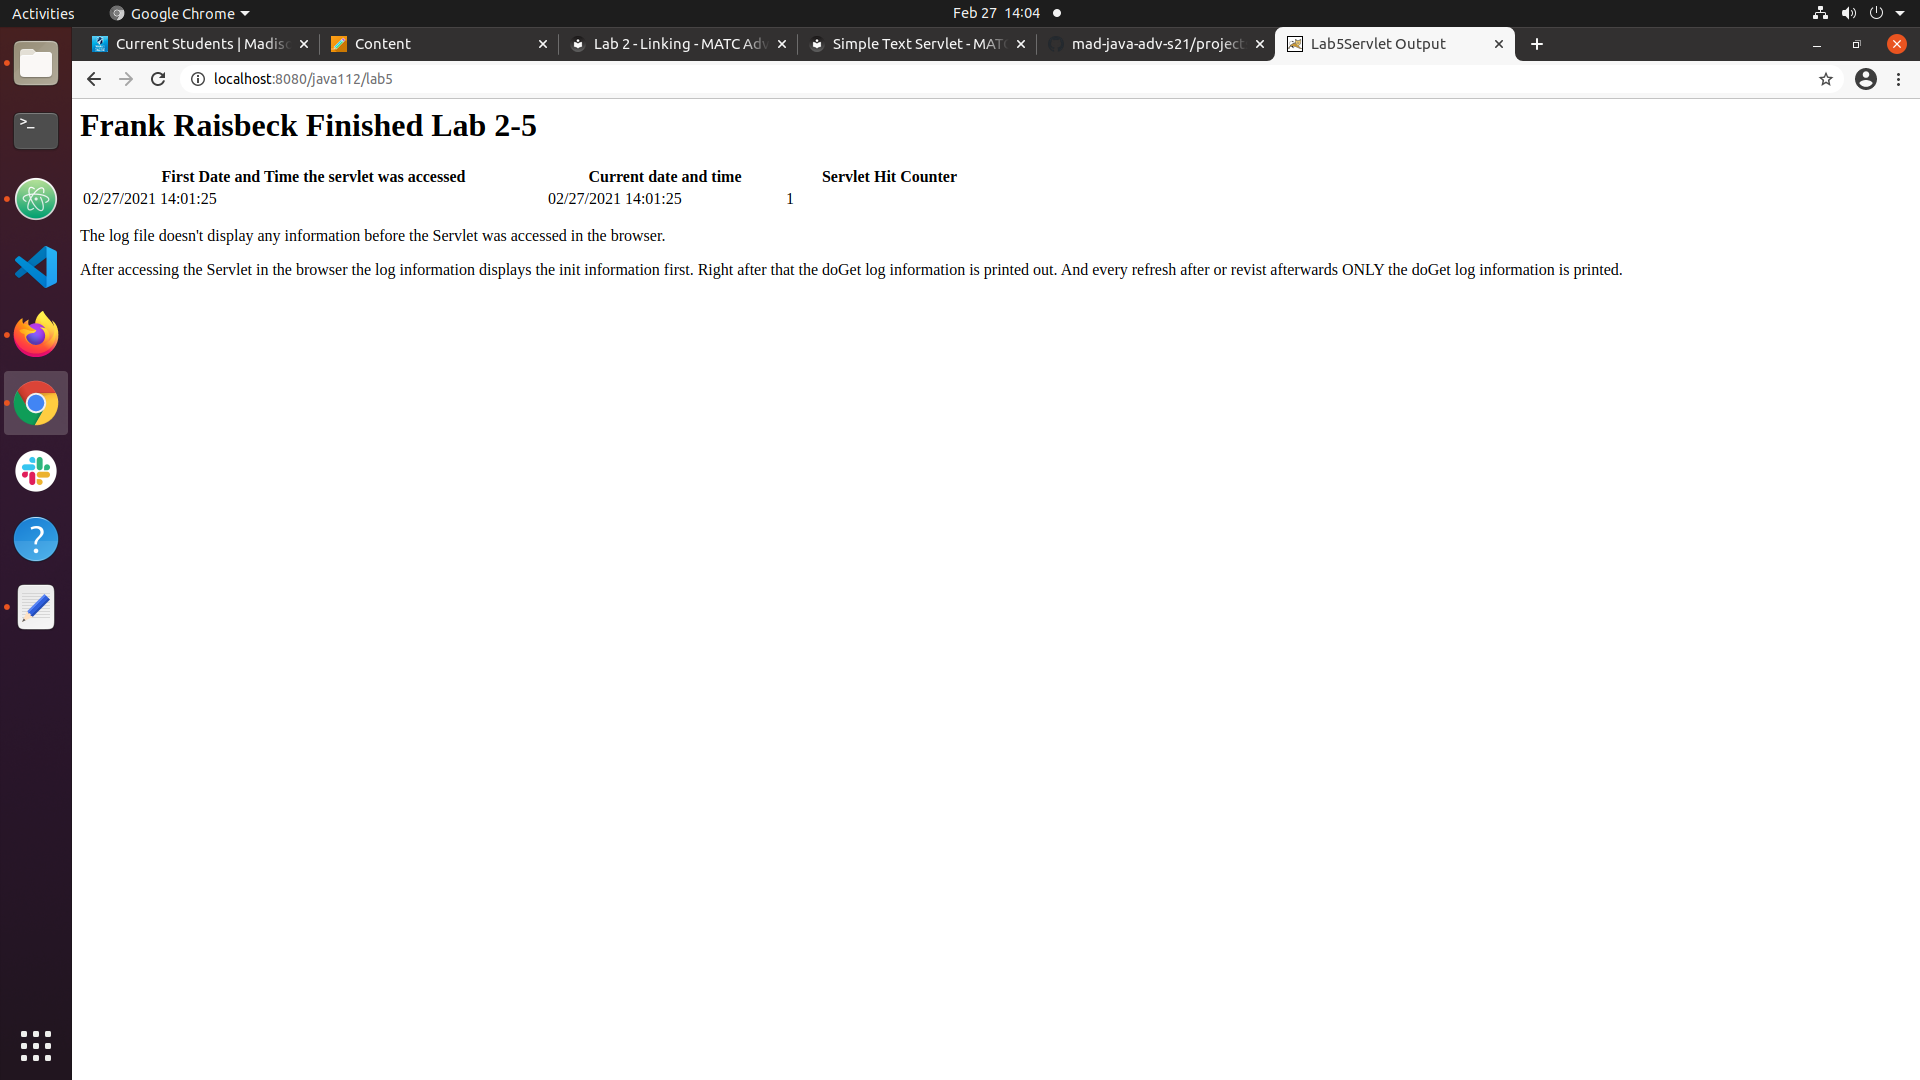 Activities Google Chrome Feb 27 14:04
Current Students | Madisc Content Lab 2 - Linking - MATC Adv Simple Text Servlet - MATC mad-java-adv-s21/project Lab5Servlet Output
localhost:8080/java112/lab5
Frank Raisbeck Finished Lab 2-5
First Date and Time the servlet was accessed Current date and time Servlet Hit Counter
02/27/2021 14:01:25 02/27/2021 14:01:25 1
The log file doesn't display any information before the Servlet was accessed in the browser.
After accessing the Servlet in the browser the log information displays the init information first. Right after that the doGet log information is printed out. And every refresh after or revist afterwards ONLY the doGet log information is printed.